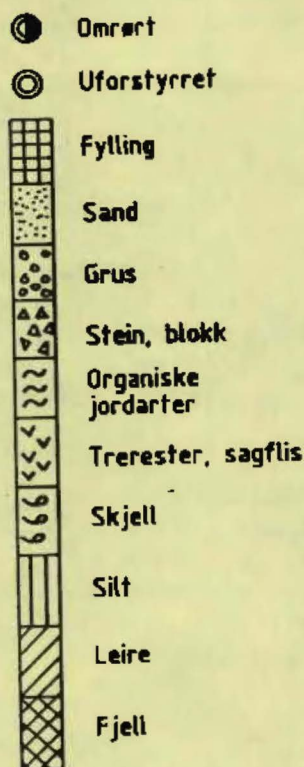 Omrørt
Uforstyrret
Fylling
Sand
Grus
Stein, blokk
Organiske
jordarter
Trerester, sagflis
Skjell
Silt
Leire
Fjell